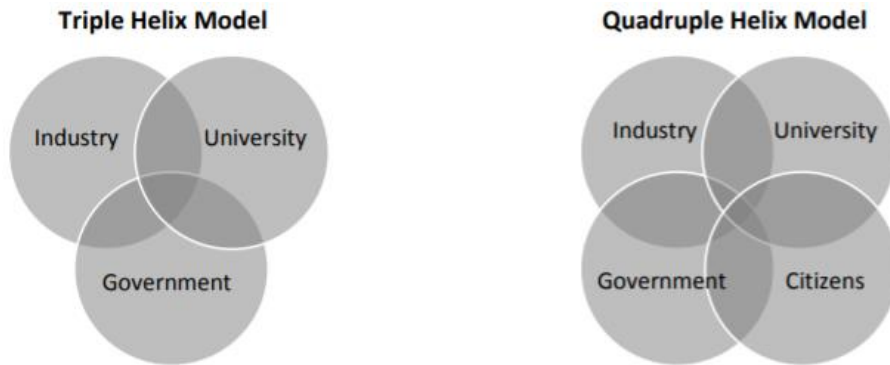 Triple Helix Model
Quadruple Helix Model
Industry
University
Government
Industry
University
Government
Citizens